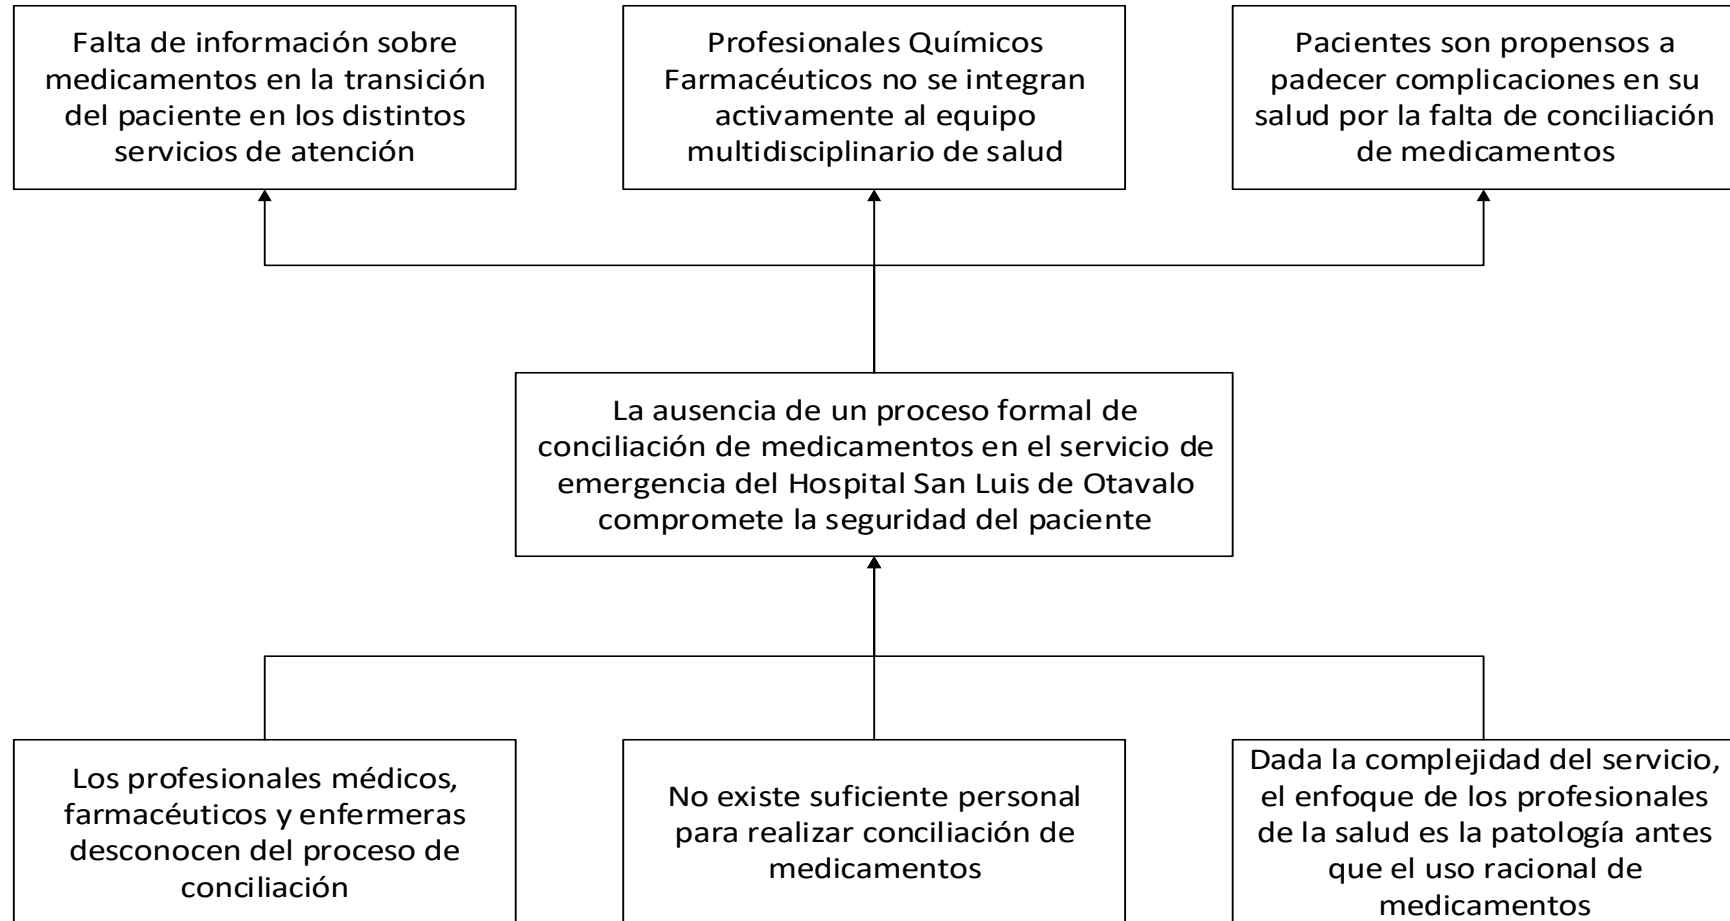 Falta de información sobre
medicamentos en la transición
del paciente en los distintos
servicios de atención
Profesionales Químicos
Farmacéuticos no se integran
activamente al equipo
multidisciplinario de salud
Pacientes son propensos a
padecer complicaciones en su
salud por la falta de conciliación
de medicamentos
La ausencia de un proceso formal de
conciliación de medicamentos en el servicio de
emergencia del Hospital San Luis de Otavalo
compromete la seguridad del paciente
Los profesionales médicos,
farmacéuticos y enfermeras
desconocen del proceso de
conciliación
No existe suficiente personal
para realizar conciliación de
medicamentos
Dada la complejidad del servicio,
el enfoque de los profesionales
de la salud es la patología antes
que el uso racional de
medicamentos